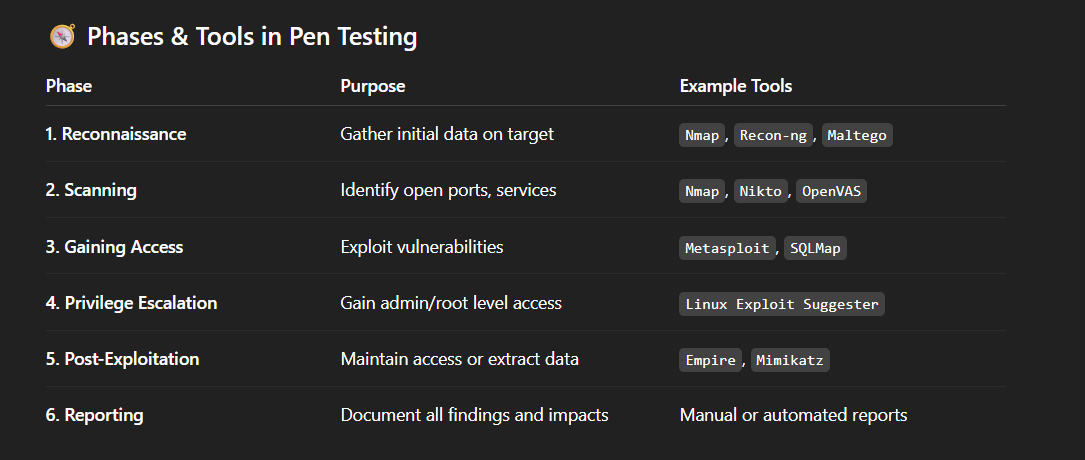 🧭 Phases & Tools in Pen Testing
Phase Purpose Example Tools
1. Reconnaissance Gather initial data on target Nmap, Recon-ng, Maltego
2. Scanning Identify open ports, services Nmap, Nikto, OpenVAS
3. Gaining Access Exploit vulnerabilities Metasploit, SQLMap
4. Privilege Escalation Gain admin/root level access Linux Exploit Suggester
5. Post-Exploitation Maintain access or extract data Empire, Mimikatz
6. Reporting Document all findings and impacts Manual or automated reports